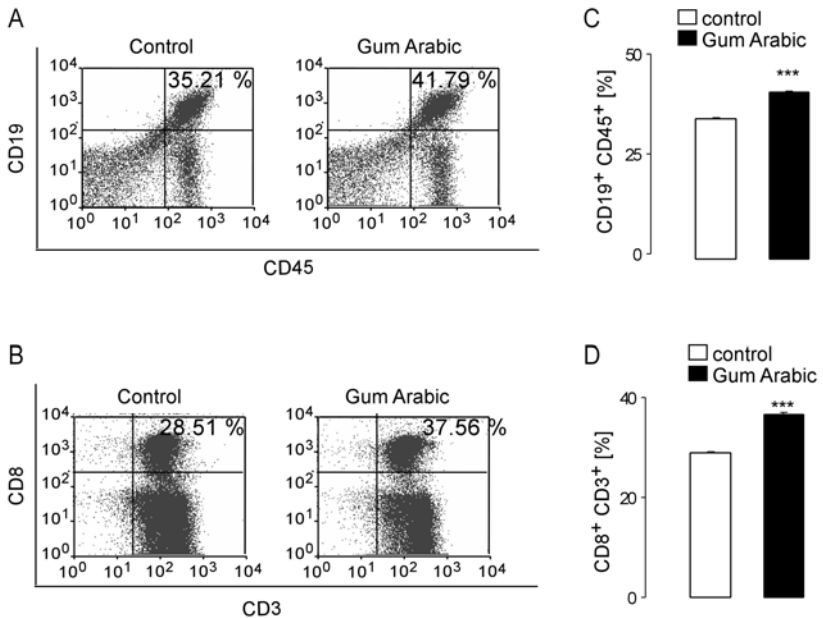 A
Control
Gum Arabic
CD19
10⁴
10³
10²
10¹
10⁰
35.21 %
10⁰ 10¹ 10² 10³ 10⁴
10⁴
10³
10²
10¹
10⁰
41.79 %
10⁰ 10¹ 10² 10³ 10⁴
CD45
C
control
Gum Arabic
CD19⁺ CD45⁺ [%]
50
25
0
***
B
Control
Gum Arabic
CD8
10⁴
10³
10²
10¹
10⁰
28.51 %
10⁰ 10¹ 10² 10³ 10⁴
10⁴
10³
10²
10¹
10⁰
37.56 %
10⁰ 10¹ 10² 10³ 10⁴
CD3
D
control
Gum Arabic
CD8⁺ CD3⁺ [%]
40
20
0
***